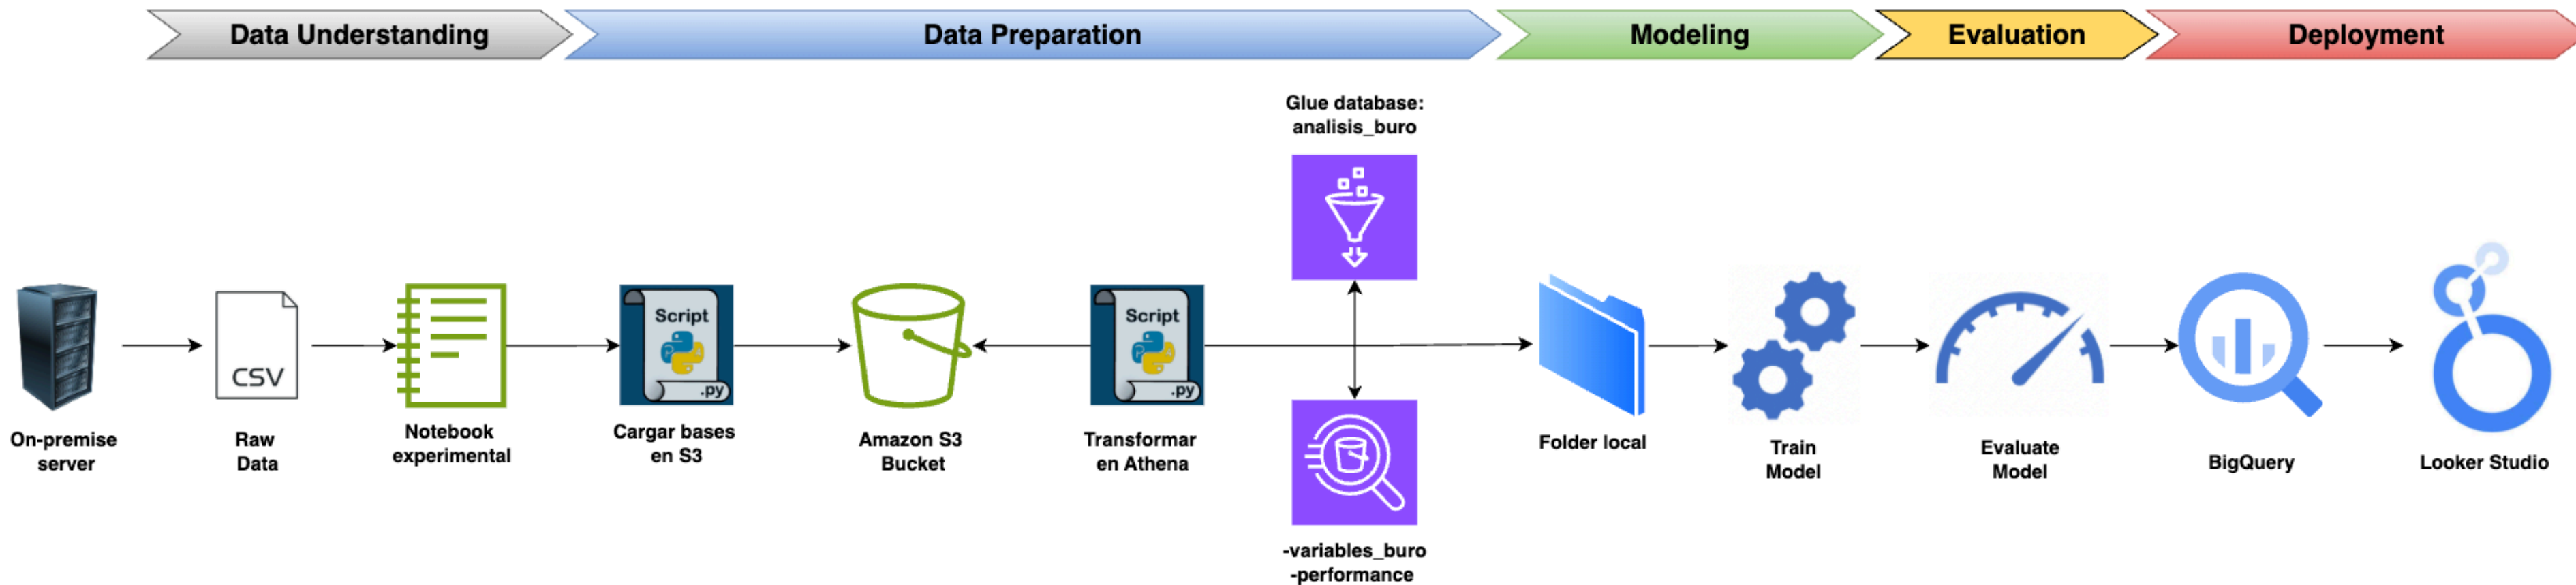 Data Understanding
Data Preparation
Modeling
Evaluation
Deployment
Glue database:
analisis_buro
Script
.py
Script
.py
CSV
On-premise
server
Raw
Data
Notebook
experimental
Cargar bases
en S3
Amazon S3
Bucket
Transformar
en Athena
Folder local
Train
Model
Evaluate
Model
BigQuery
Looker Studio
-variables_buro
-performance